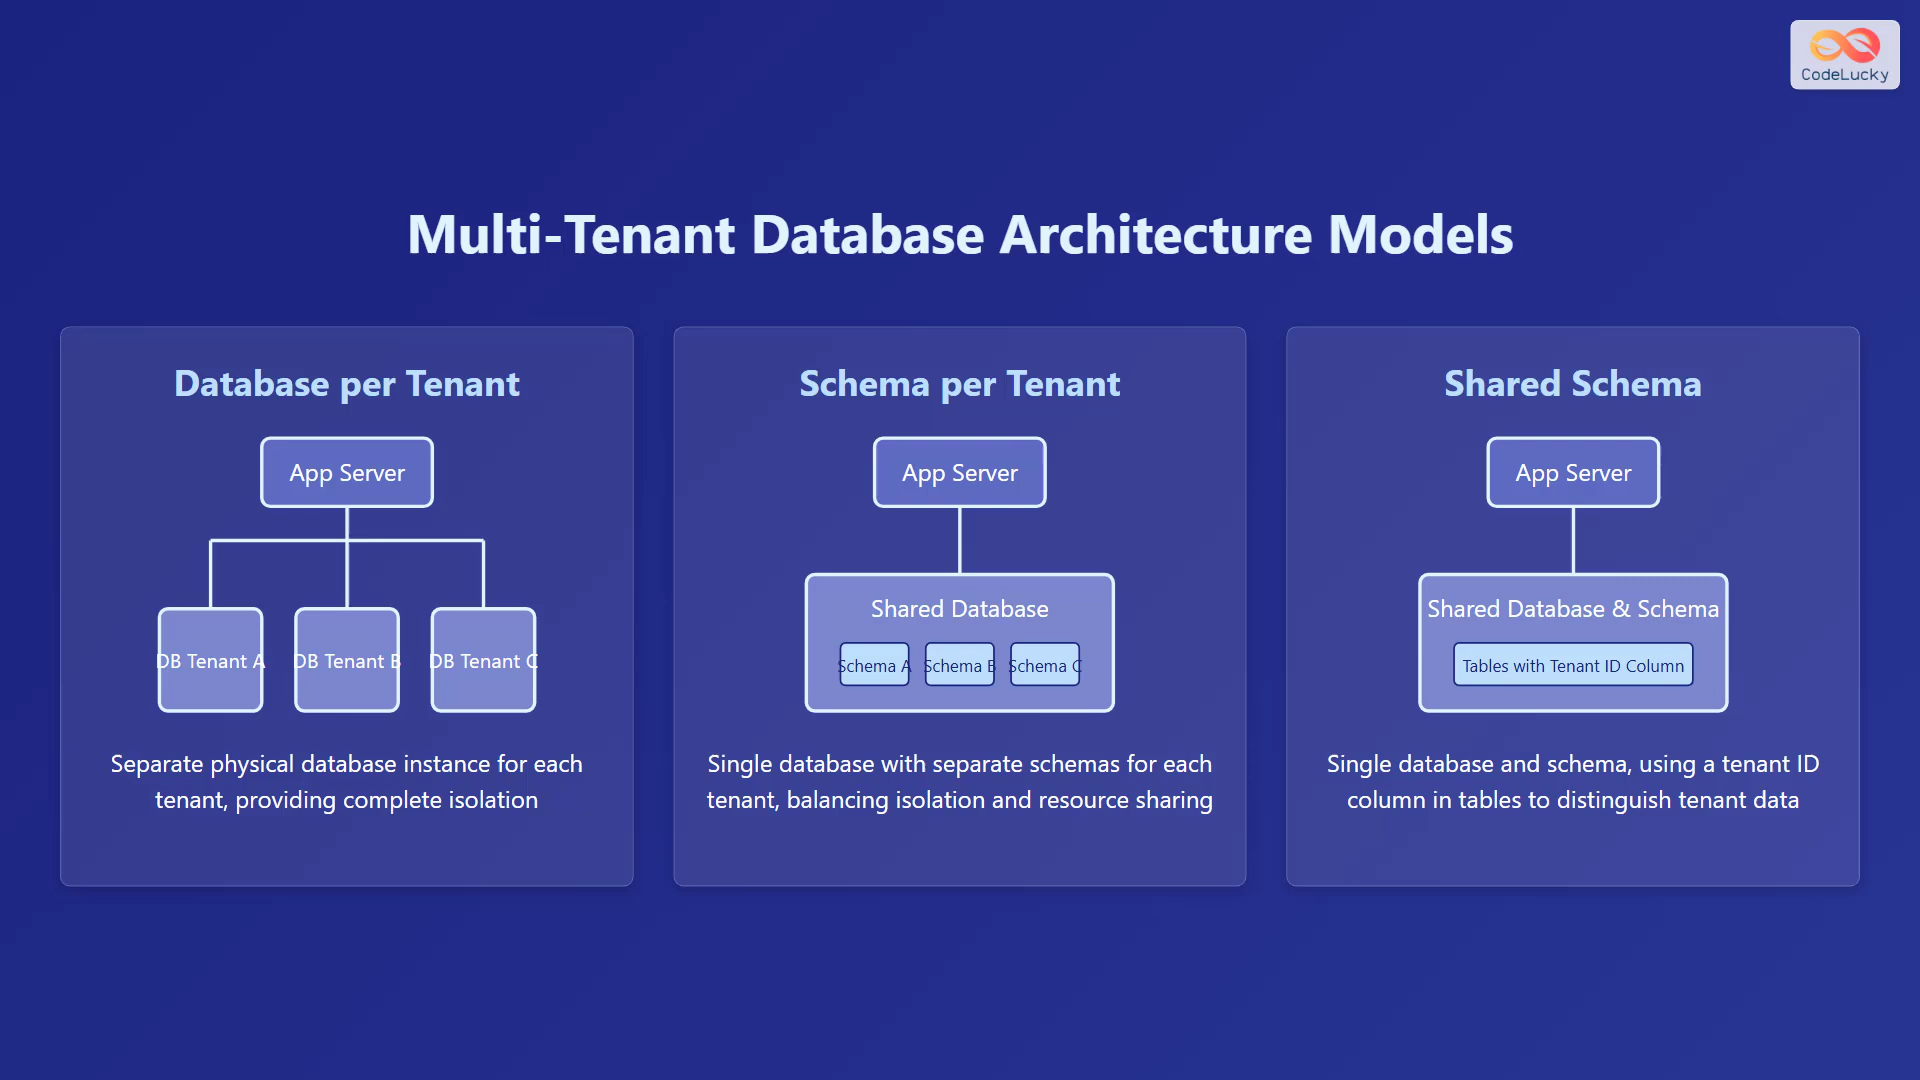 CodeLucky
Multi-Tenant Database Architecture Models
Database per Tenant
App Server
DB Tenant A
DB Tenant B
DB Tenant C
Separate physical database instance for each
tenant, providing complete isolation
Schema per Tenant
App Server
Shared Database
Schema A
Schema B
Schema C
Single database with separate schemas for each
tenant, balancing isolation and resource sharing
Shared Schema
App Server
Shared Database & Schema
Tables with Tenant ID Column
Single database and schema, using a tenant ID
column in tables to distinguish tenant data